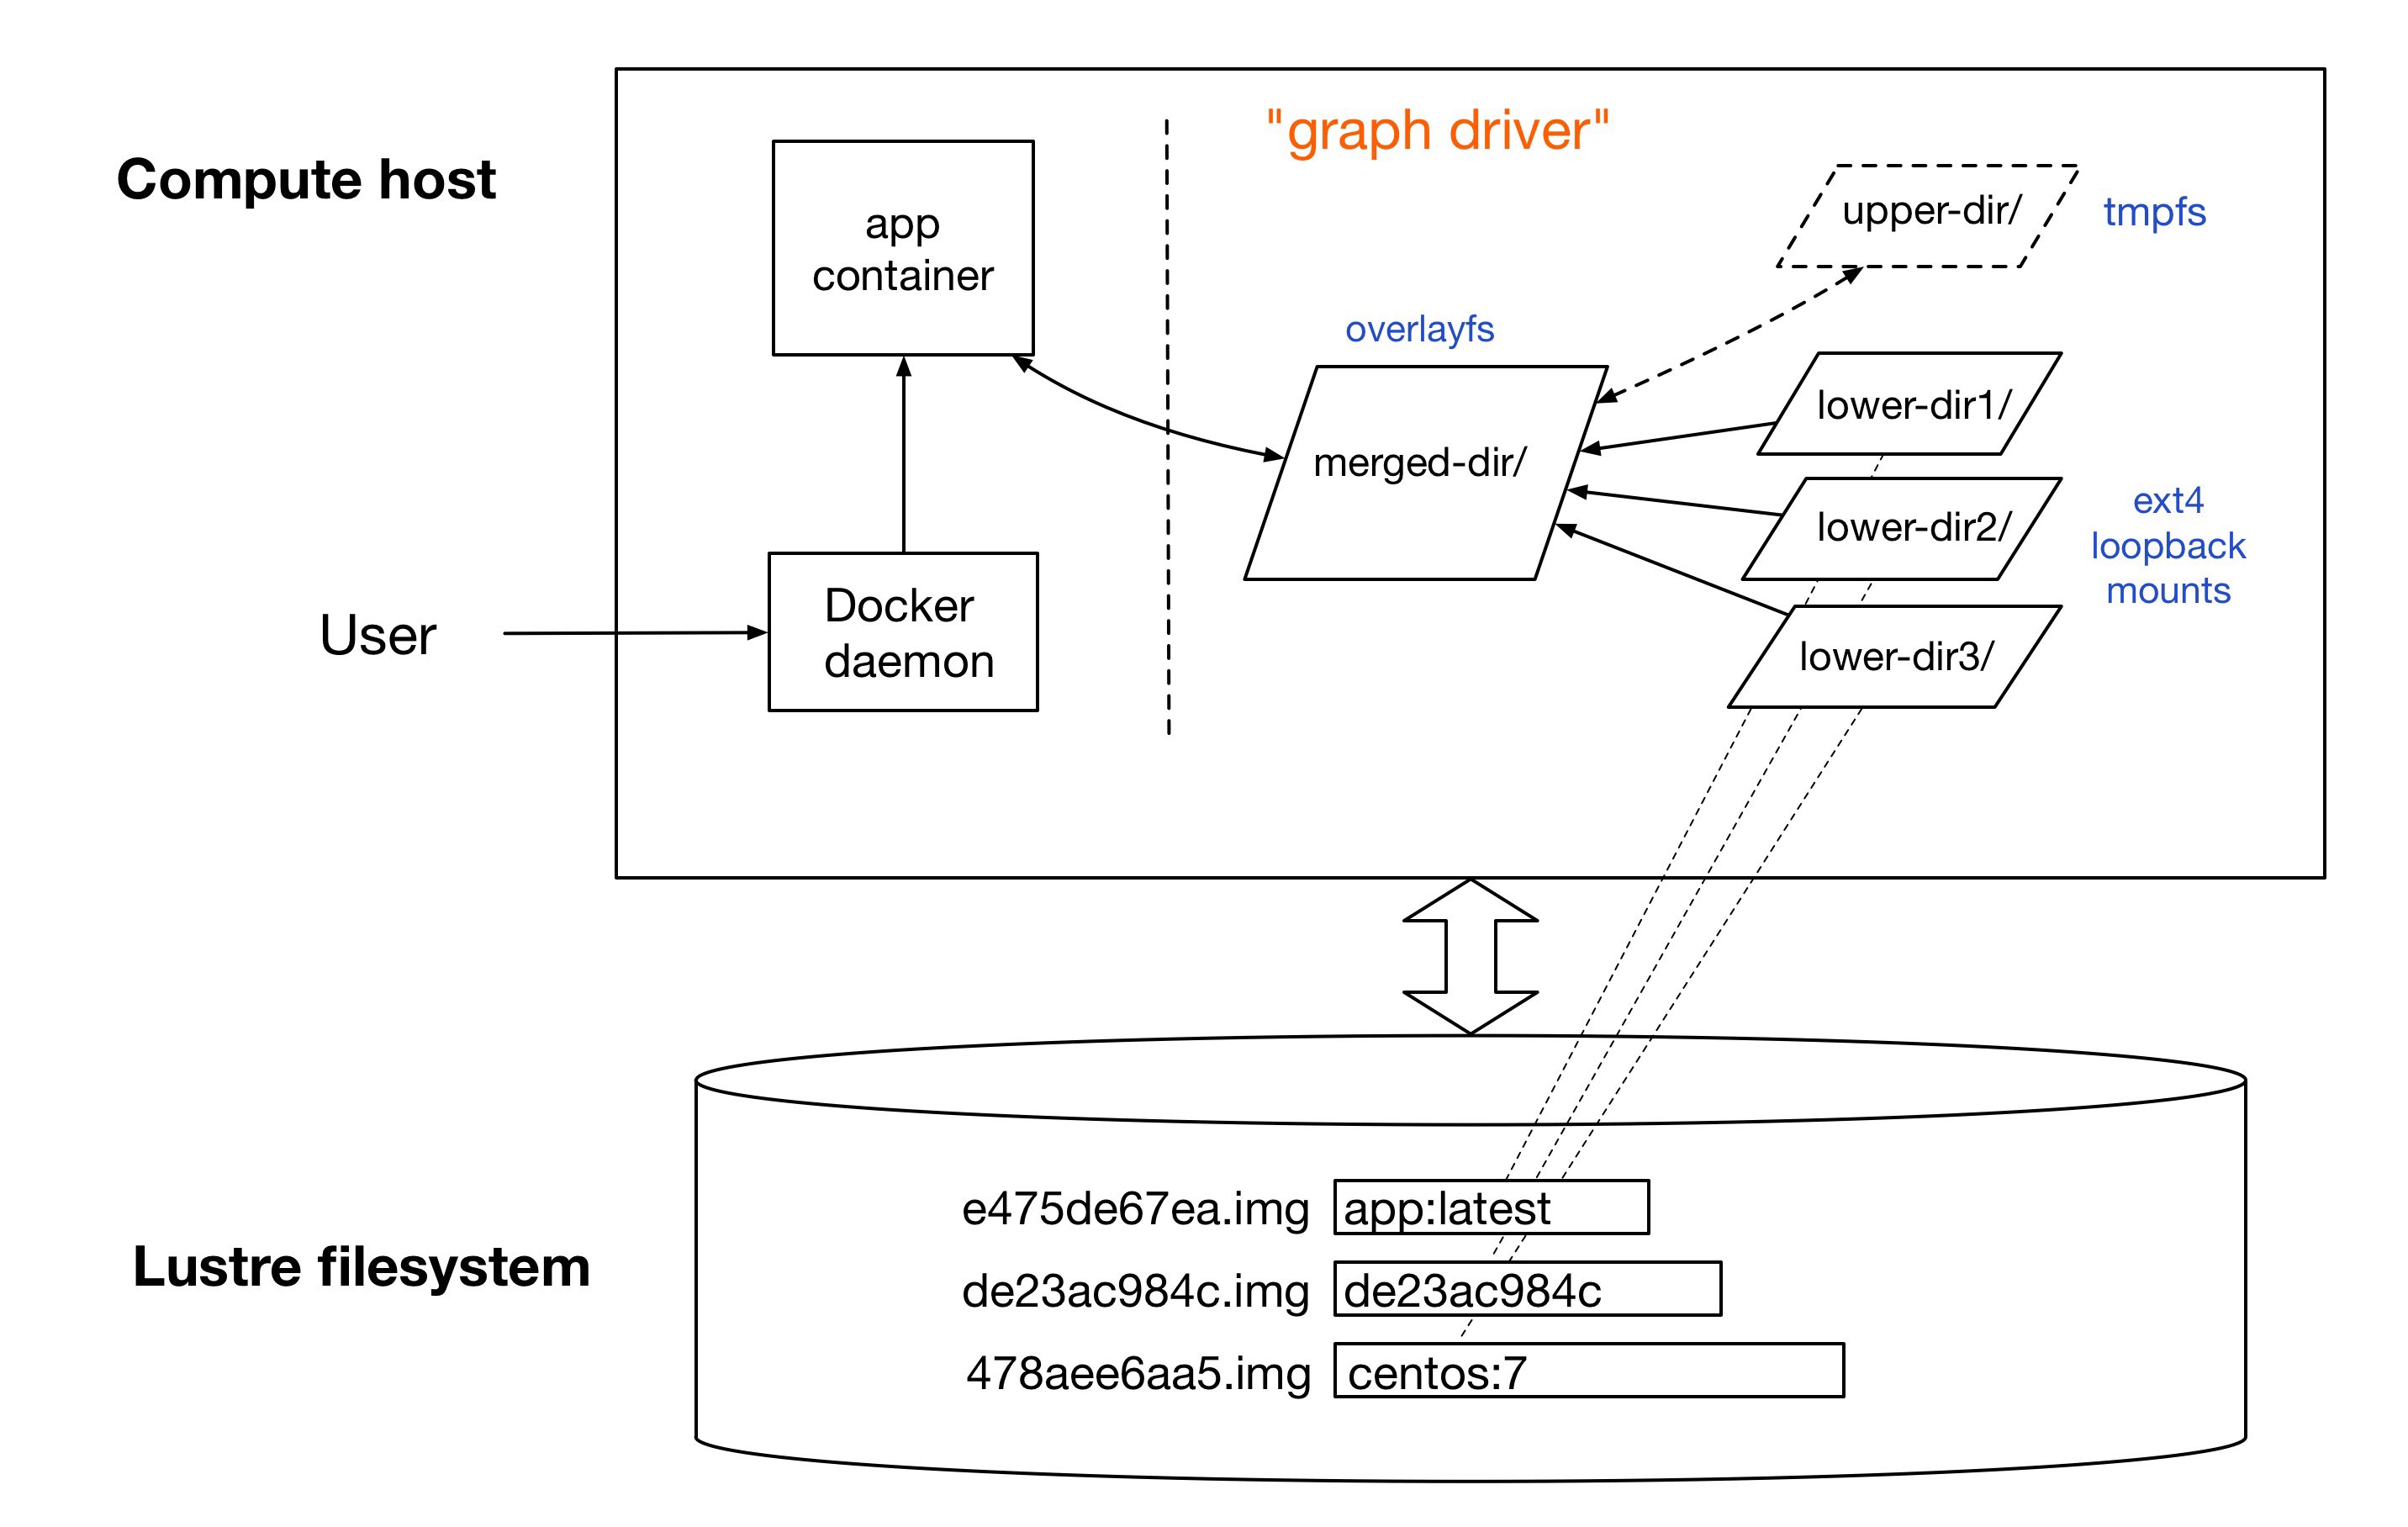 Compute host
"graph driver"
app
container
upper-dir/
tmpfs
overlayfs
merged-dir/
lower-dir1/
lower-dir2/
lower-dir3/
ext4
loopback
mounts
User
Docker
daemon
Lustre filesystem
e475de67ea.img
app:latest
de23ac984c.img
de23ac984c
478aee6aa5.img
centos:7